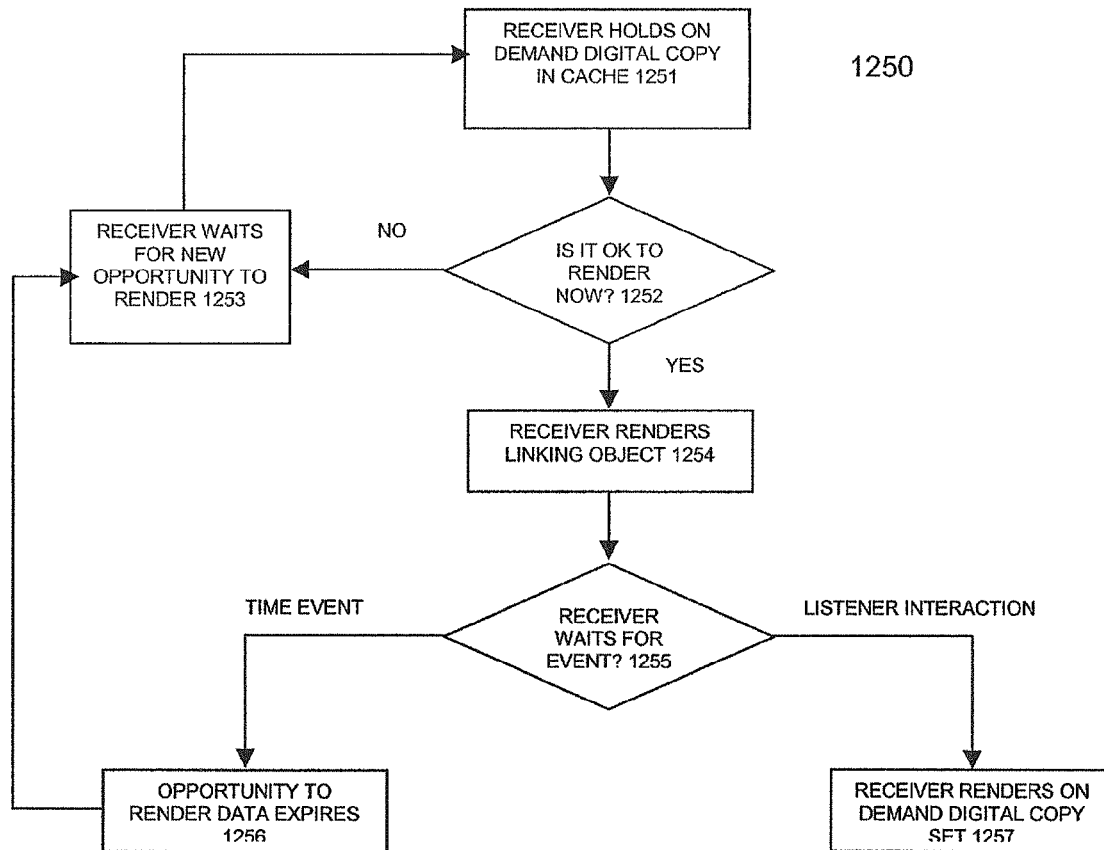 RECEIVER HOLDS ON
DEMAND DIGITAL COPY
IN CACHE 1251
1250
RECEIVER WAITS
FOR NEW
OPPORTUNITY TO
RENDER 1253
NO
IS IT OK TO
RENDER
NOW? 1252
YES
RECEIVER RENDERS
LINKING OBJECT 1254
TIME EVENT
RECEIVER
WAITS FOR
EVENT? 1255
LISTENER INTERACTION
OPPORTUNITY TO
RENDER DATA EXPIRES
1256
RECEIVER RENDERS ON
DEMAND DIGITAL COPY
SET 1257